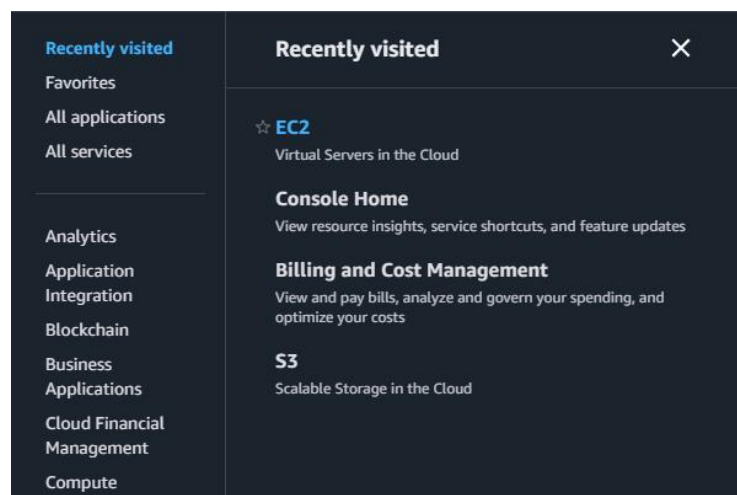 Recently visited
Favorites
All applications
All services
Analytics
Application
Integration
Blockchain
Business
Applications
Cloud Financial
Management
Compute
Recently visited
EC2
Virtual Servers in the Cloud
Console Home
View resource insights, service shortcuts, and feature updates
Billing and Cost Management
View and pay bills, analyze and govern your spending, and
optimize your costs
S3
Scalable Storage in the Cloud